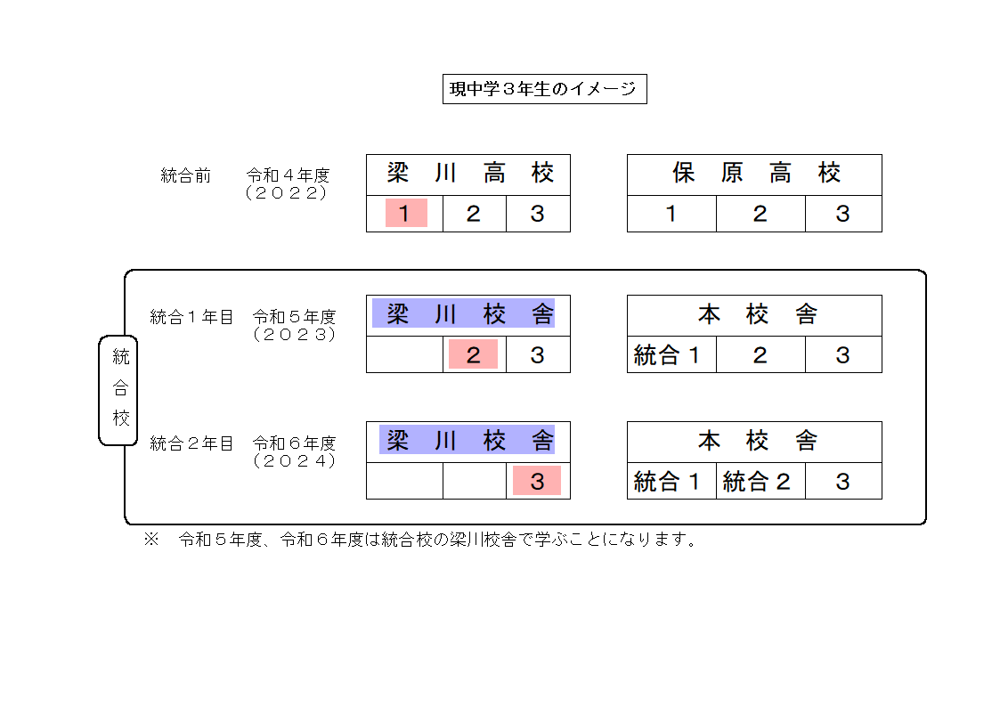 現中学３年生のイメージ
統合前　令和４年度
（２０２２）
梁川高校
1 2 3
保原高校
1 2 3
統合校
統合１年目　令和５年度
（２０２３）
梁川校舎
2 3
本校舎
統合１ 2 3
統合２年目　令和６年度
（２０２４）
梁川校舎
3
本校舎
統合１ 統合２ 3
※　令和５年度、令和６年度は統合校の梁川校舎で学ぶことになります。